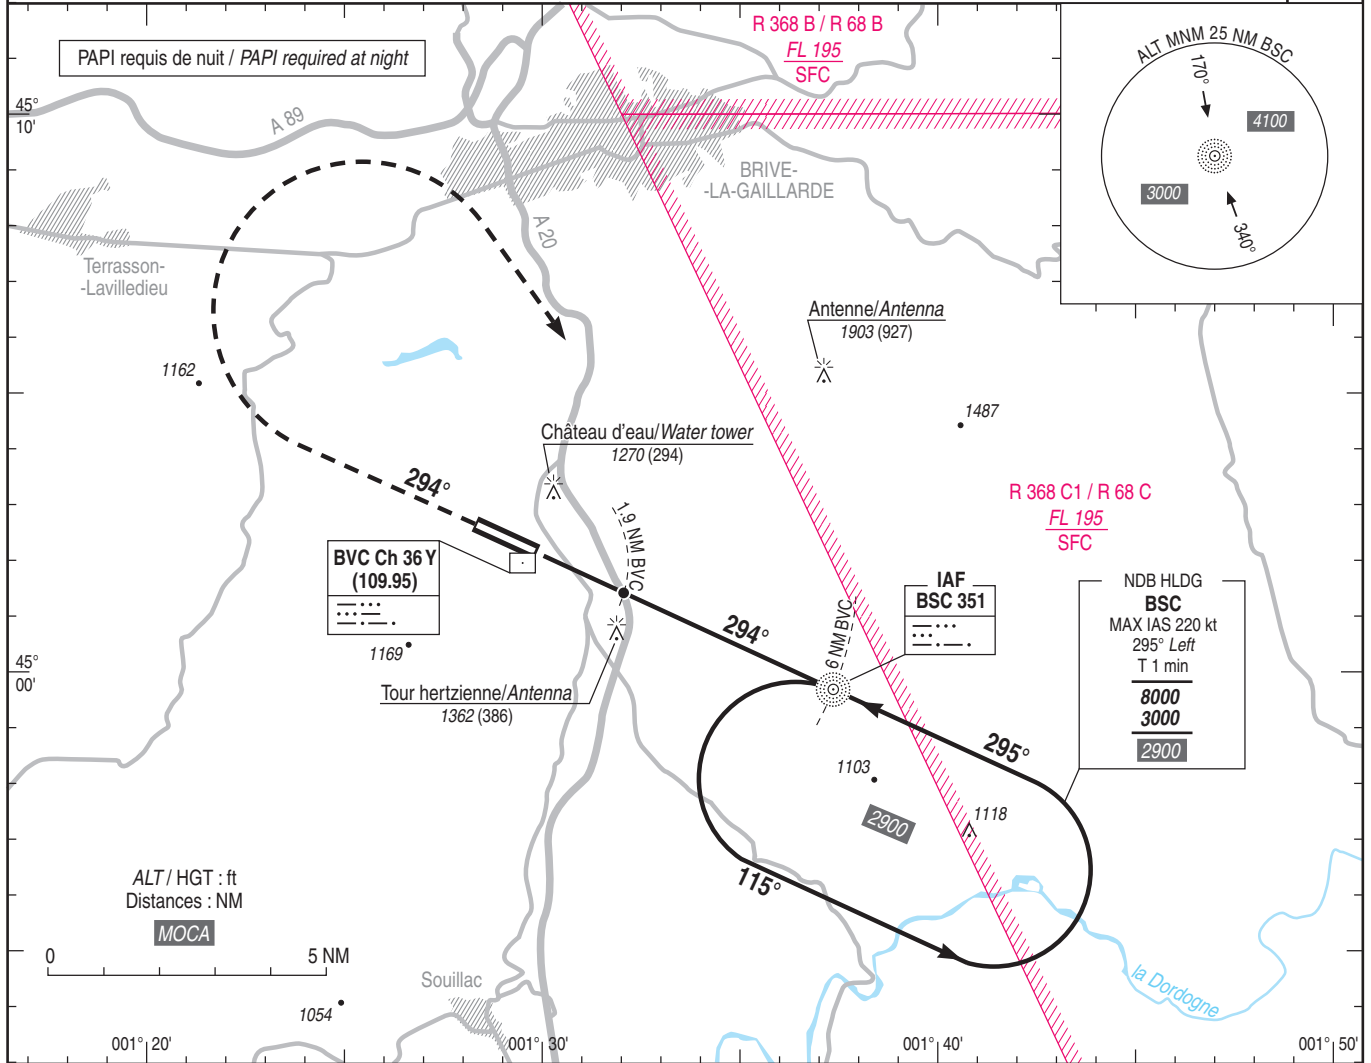 R 368 B / R 68 B
FL 195
SFC
PAPI requis de nuit / PAPI required at night
ALT MNM 25 NM BSC
170°
4100
3000
340°
45°
10'
A 89
BRIVE-
-LA-GAILLARDE
A 20
Terrasson-
-Lavilledieu
Antenne/Antenna
1903 (927)
1162
1487
Château d'eau/Water tower
1270 (294)
294°
1.9 NM BVC
R 368 C1 / R 68 C
FL 195
SFC
BVC Ch 36 Y
(109.95)
IAF
BSC 351
NDB HLDG
BSC
MAX IAS 220 kt
295° Left
T 1 min
8000
3000
2900
294°
6 NM BVC
1169
45°
00'
Tour hertzienne/Antenna
1362 (386)
295°
1103
2900
1118
115°
ALT / HGT : ft
Distances : NM
MOCA
0
5 NM
Souillac
la Dordogne
1054
001° 20'
001° 30'
001° 40'
001° 50'